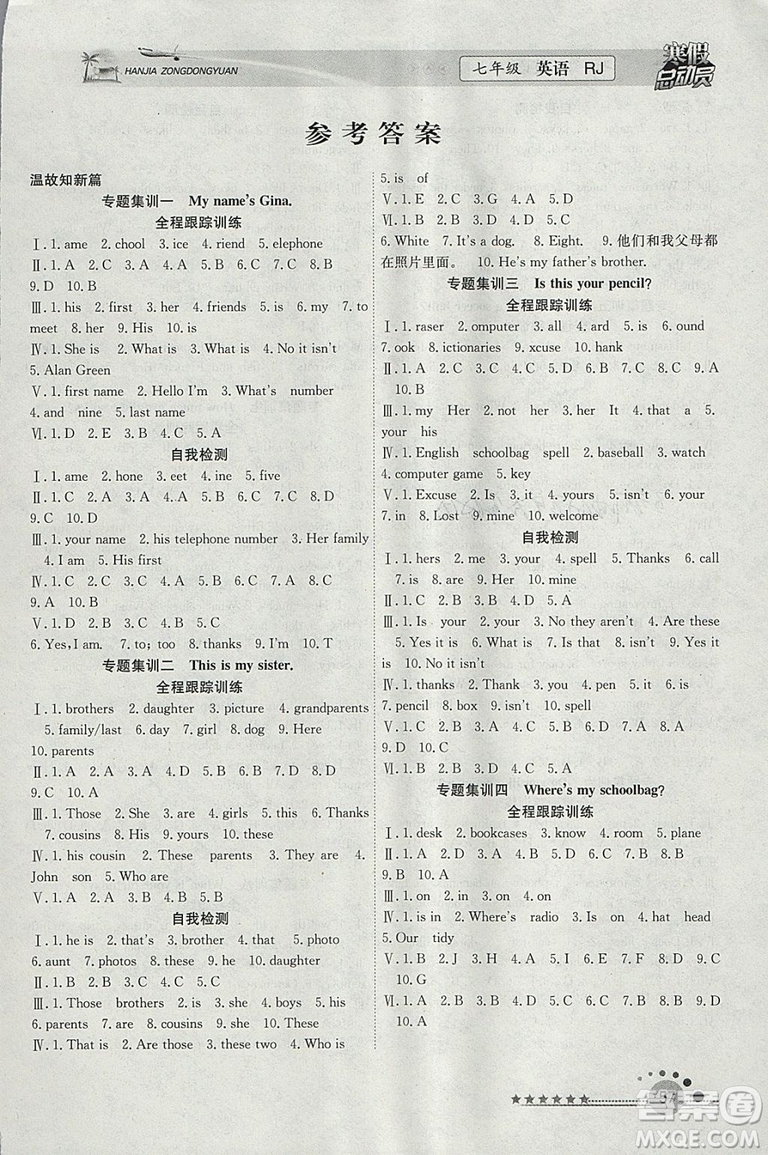 HANJIA ZONGDONGYUAN
七年级 英语 RJ
寒假
总动员
参考答案
温故知新篇
专题集训一 My name's Gina.
全程跟踪训练
Ⅰ. 1. ame 2. chool 3. ice 4. riend 5. elephone
Ⅱ. 1. A 2. C 3. A 4. D 5. D 6. B 7. B 8. A
9. D 10. D
Ⅲ. 1. his 2. first 3. her 4. friends 5. is 6. my 7. to
meet 8. her 9. His 10. is
Ⅳ. 1. She is 2. What is 3. What is 4. No it isn't
5. Alan Green
Ⅴ. 1. first name 2. Hello I'm 3. What's number
4. and nine 5. last name
Ⅵ. 1. D 2. E 3. B 4. C 5. A
自我检测
Ⅰ. 1. ame 2. hone 3. eet 4. ine 5. five
Ⅱ. 1. A 2. C 3. C 4. D 5. C 6. B 7. B 8. D
9. C 10. D
Ⅲ. 1. your name 2. his telephone number 3. Her family
4. I am 5. His first
Ⅳ. 1. C 2. B 3. D 4. B 5. C 6. D 7. C 8. C
9. A 10. B
Ⅴ. 1. C 2. B 3. A 4. C 5. D
6. Yes, I am. 7. to; too 8. thanks 9. F 10. T
专题集训二 This is my sister.
全程跟踪训练
Ⅰ. 1. brothers 2. daughter 3. picture 4. grandparents
5. family/last 6. day 7. girl 8. dog 9. Here
10. parents
Ⅱ. 1. A 2. A 3. B 4. B 5. D 6. A 7. D 8. D
9. C 10. D
Ⅲ. 1. Those 2. She 3. are 4. girls 5. this 6. Thanks
7. cousins 8. Those 9. your 10. these
Ⅳ. 1. his cousin 2. These parents 3. They are 4.
John son 5. Who are
Ⅴ. 1. C 2. A 3. B 4. A 5. C
自我检测
Ⅰ. 1. he is 2. that's 3. brother 4. that 5. photo
6. aunt 7. photos 8. these 9. family 10. you
Ⅱ. 1. B 2. C 3. C 4. C 5. C 6. C 7. B 8. A
9. D 10. D
Ⅲ. 1. Those brothers 2. she 3. my 4. boys 5. his
6. parents 7. are 8. cousins 9. she 10. these
Ⅳ. 1. That is 2. and his 3. these two 4. Who is
5. is of
Ⅴ. 1. E 2. C 3. G 4. A 5. D
Ⅵ. 1. A 2. C 3. C 4. B 5. D
6. White 7. It's a dog. 8. Eight. 9. 他们和我父母都
在照片里面。 10. He's my father's brother.
专题集训三 Is this your pencil?
全程跟踪训练
Ⅰ. 1. raser 2. omputer 3. all 4. ard 5. is 6. ound
7. ook 8. ictionaries 9. xcuse 10. hank
Ⅱ. 1. A 2. C 3. B 4. C 5. A 6. C 7. B 8. C 9. A
10. B
Ⅲ. 1. my Her 2. not her 3. are His 4. that a 5.
your his
Ⅳ. 1. English schoolbag spell 2. baseball 3. watch
4. computer game 5. key
Ⅴ. 1. Excuse 2. Is 3. it 4. yours 5. isn't 6. your
7. in 8. Lost 9. mine 10. welcome
自我检测
Ⅰ. 1. hers 2. me 3. your 4. spell 5. Thanks 6. call
7. is 8. are 9. Her 10. mine
Ⅱ. 1. D 2. B 3. B 4. D 5. A
Ⅲ. 1. Is your 2. Is your 3. No they aren't 4. these
5. Yes it is 6. What is 7. Is that 8. These are 9. Yes it
is 10. No it isn't
Ⅳ. 1. thanks 2. Thank 3. a 4. pen 5. it 6. is
7. pencil 8. box 9. isn't 10. spell
Ⅴ. 1. C 2. D 3. B 4. C 5. C 6. D 7. A 8. A
9. D 10. D
Ⅵ. 1. C 2. B 3. C 4. B 5. A
专题集训四 Where's my schoolbag?
全程跟踪训练
Ⅰ. 1. desk 2. bookcases 3. know 4. room 5. plane
Ⅱ. 1. C 2. A 3. B 4. A 5. C 6. B 7. C 8. A 9. D
10. A
Ⅲ. 1. on 2. in 3. on 4. and 5. on
Ⅳ. 1. is in 2. Where's radio 3. Is on 4. Where are
5. Our tidy
Ⅴ. 1. B 2. J 3. H 4. D 5. I 6. A 7. E 8. C 9. F
10. G
Ⅵ. 1. D 2. C 3. A 4. D 5. D 6. B 7. B 8. C 9. D
10. A
答案圈
MXQE.COM